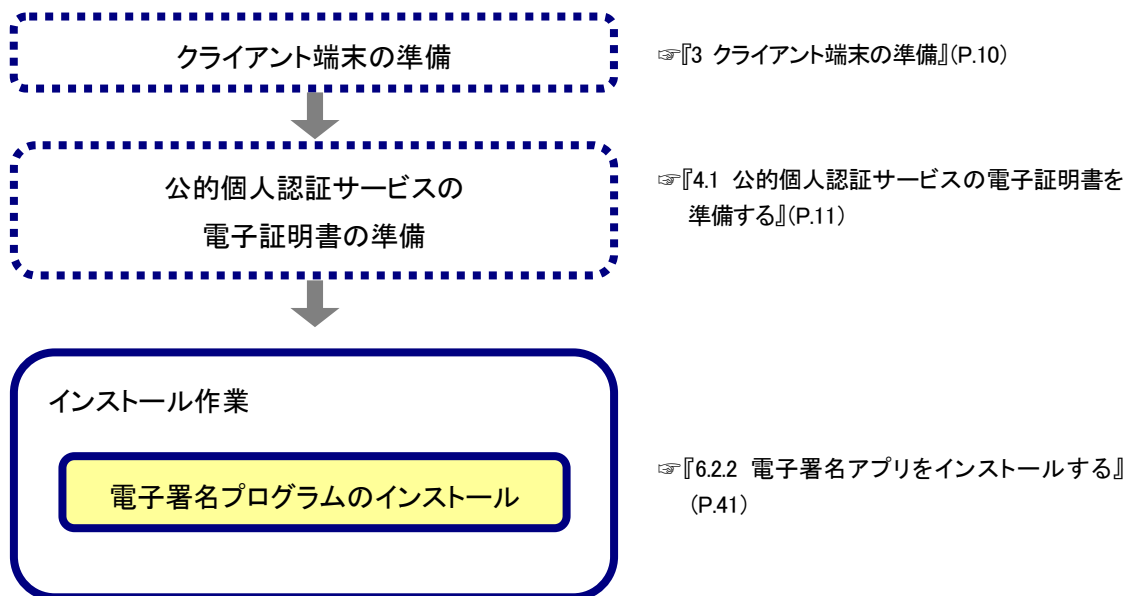 クライアント端末の準備
☞『3 クライアント端末の準備』(P.10)
公的個人認証サービスの
電子証明書の準備
☞『4.1 公的個人認証サービスの電子証明書を
準備する』(P.11)
インストール作業
電子署名プログラムのインストール
☞『6.2.2 電子署名アプリをインストールする』
(P.41)